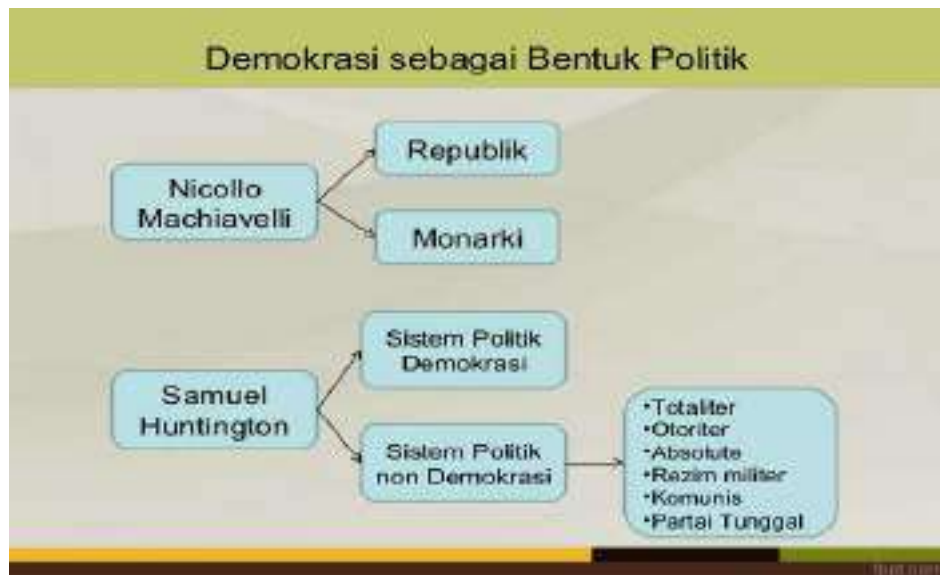 Demokrasi sebagai Bentuk Politik
Republik
Nicollo
Machiavelli
Monarki
Sistem Politik
Demokrasi
Samuel
Huntington
Sistem Politik
non Demokrasi
•Totaliter
•Otoriter
•Absolute
•Rezim militer
•Komunis
•Partai Tunggal